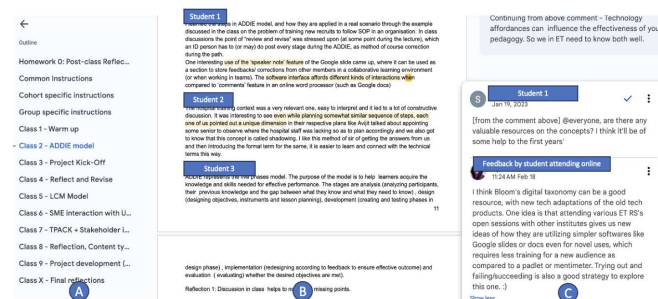 Outline
Homework 0: Post-class Reflec...
Common Instructions
Cohort specific instructions
Group specific instructions
Class 1 - Warm up
Class 2 - ADDIE model
Class 3 - Project Kick-Off
Class 4 - Reflect and Revise
Class 5 - LCM Model
Class 6 - SME interaction with U...
Class 7 - TPACK + Stakeholder i...
Class 8 - Reflection, Content ty...
Class 9 - Project development (...
Class X - Final reflections
A
Student 1
I learned the steps in ADDIE model, and how they are applied in a real scenario through the example
discussed in the class on the problem of training new recruits to follow SOP in an organisation. In class
discussions the point of "review and revise" was stressed upon (at some point during the lecture), which
an ID person has to (or may) do post every stage during the ADDIE, as method of course correction
during the path.
One interesting use of the 'speaker note' feature of the Google slide came up, where it can be used as
a section to store feedbacks/ corrections from other members in a collaborative learning environment
(or when working in teams). The software interface affords different kinds of interactions when
compared to 'comments' feature in an online word processor (such as Google docs)
Student 2
The hospital training context was a very relevant one, easy to interpret and it led to a lot of constructive
discussion. It was interesting to see even while planning somewhat similar sequence of steps, each
one of us pointed out a unique dimension in their respective plans like Avijit talked about appointing
some senior to observe where the hospital staff was lacking so as to plan accordingly and we also got
to know that this concept is called shadowing. I like this method of sir of getting the answers from us
and then introducing the formal term for the same, it is easier to learn and connect with the technical
terms this way.
Student 3
ADDIE represents the five phases model. The purpose of the model is to help learners acquire the
knowledge and skills needed for effective performance. The stages are analysis (analyzing participants,
their previous knowledge and the gap between what they know and what they need to know) , design
(designing objectives, instruments and lesson planning), development (creating and testing phases in
11
design phase) , implementation (redesigning according to feedback to ensure effective outcome) and
evaluation ( evaluating) whether the desired objectives are met).
Reflection 1: Discussion in class helps to missing points.
B
Continuing from above comment - Technology
affordances can influence the effectiveness of you
pedagogy. So we in ET need to know both well.
S
Student 1
Jan 19, 2023
[from the comment above] @everyone, are there any
valuable resources on the concepts? I think it'll be of
some help to the first years'
Feedback by student attending online
11:24 AM Feb 18
I think Bloom's digital taxonomy can be a good
resource, with new tech adaptations of the old tech
products. One idea is that attending various ET RS's
open sessions with other institutes gives us new
ideas of how they are utilizing simpler softwares like
Google slides or docs even for novel uses, which
requires less training for a new audience as
compared to a padlet or mentimeter. Trying out and
failing/succeeding is also a good strategy to explore
this one. :)
Show less
C